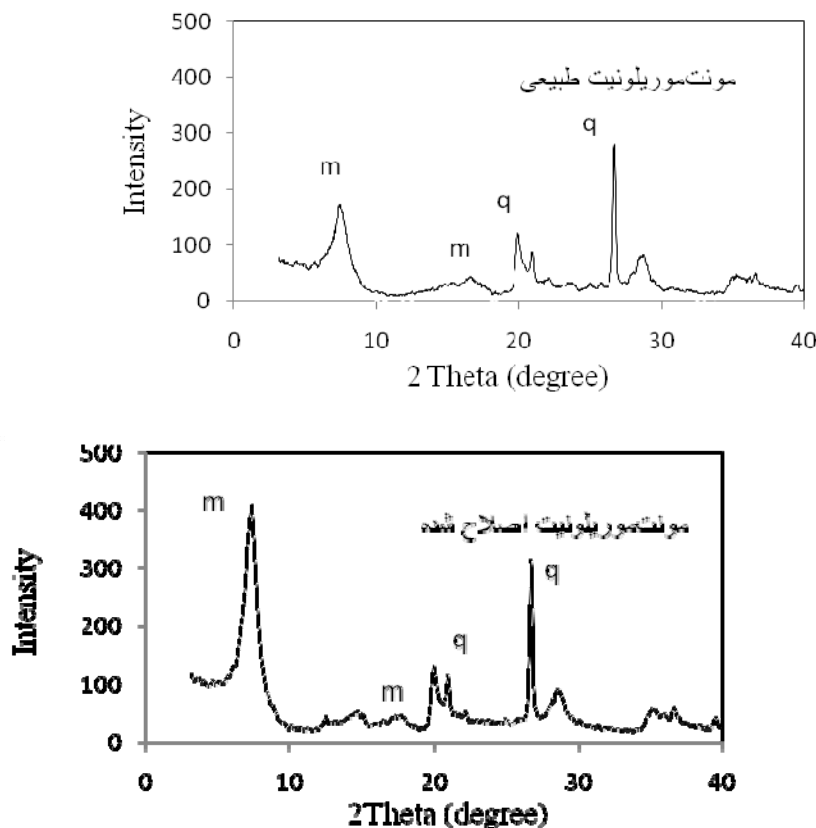 500
400
مونت‌موریلونیت طبیعی
q
300
Intensity
m
200
q
m
100
0
0 10 20 30 40
2 Theta (degree)
500
m
400
مونت‌موریلونیت اصلاح شده
q
300
Intensity
200
q
m
100
0
0 10 20 30 40
2Theta (degree)